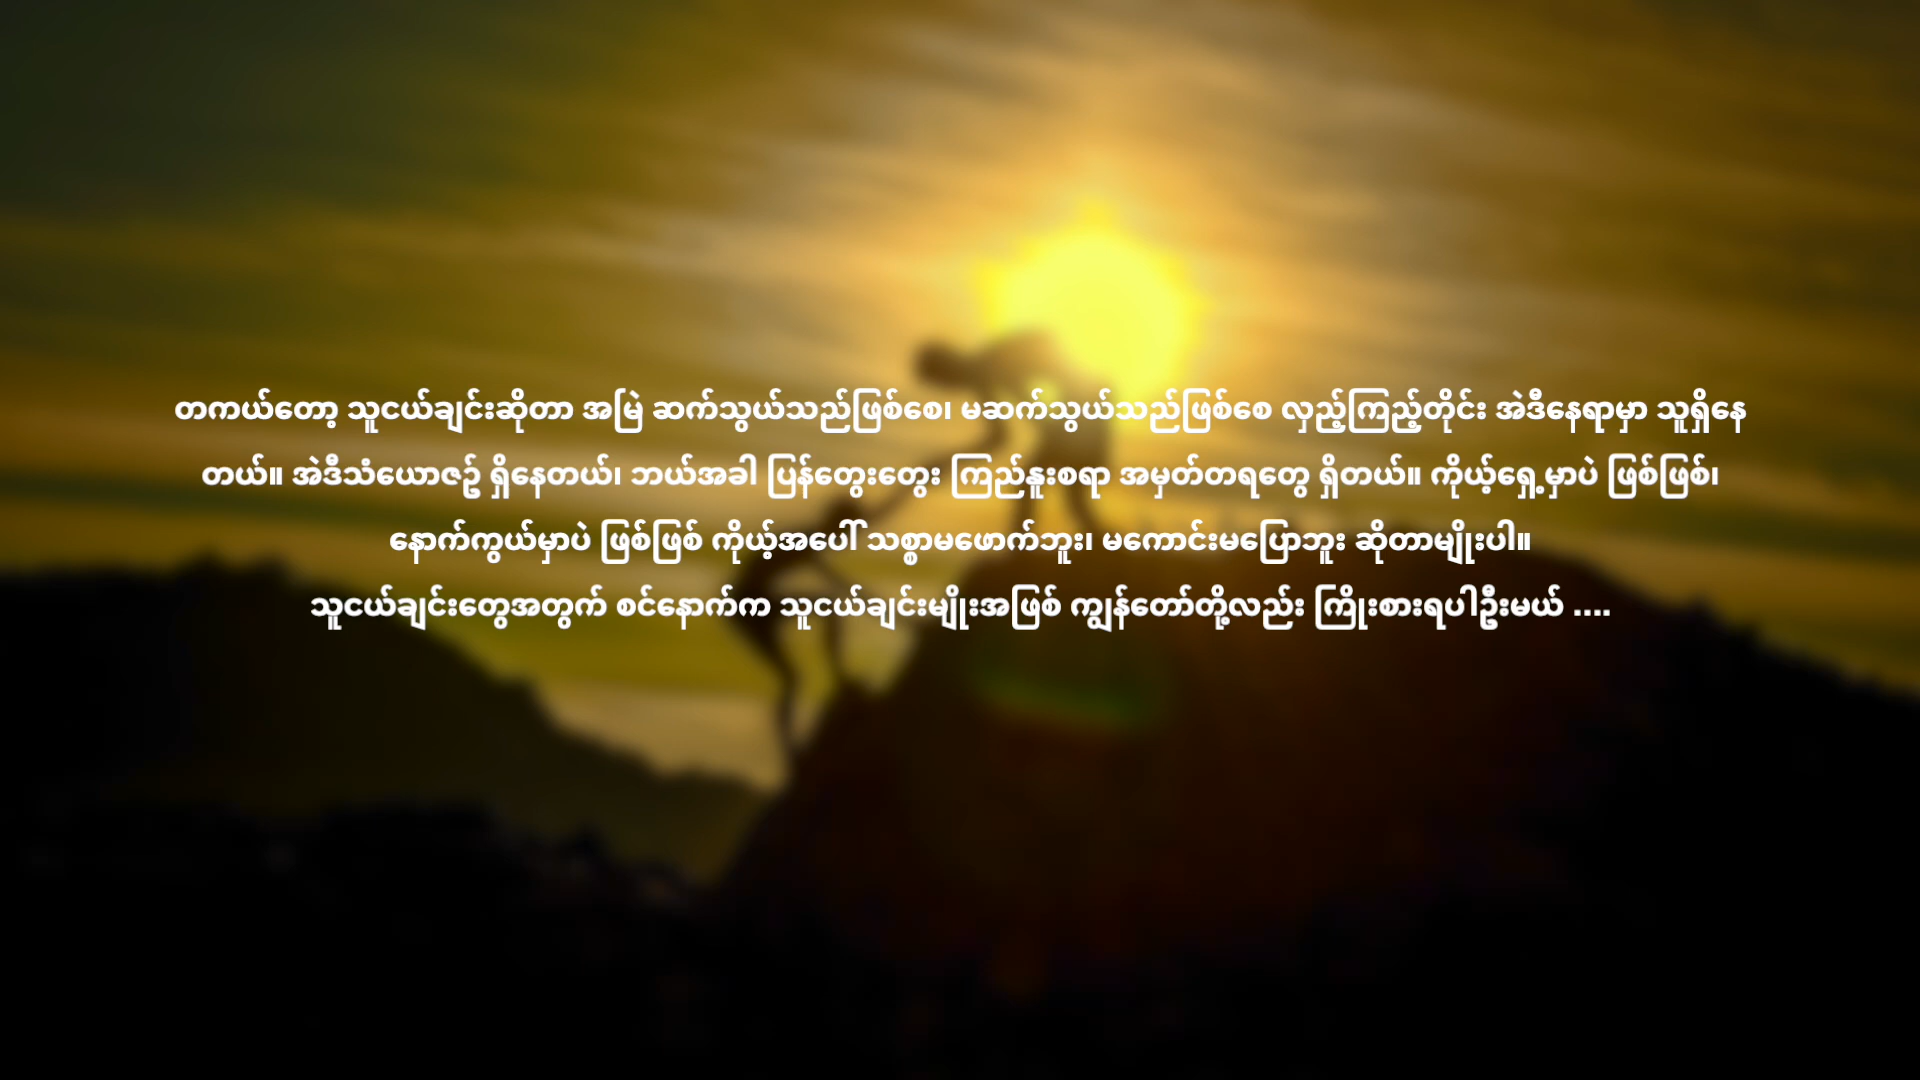 တကယ်တော့ သူငယ်ချင်းဆိုတာ အမြဲ ဆက်သွယ်သည်ဖြစ်စေ၊ မဆက်သွယ်သည်ဖြစ်စေ လှည့်ကြည့်တိုင်း အဲဒီနေရာမှာ သူရှိနေ
တယ်။ အဲဒီသံယောဇဉ် ရှိနေတယ်၊ ဘယ်အခါ ပြန်တွေးတွေး ကြည်နူးစရာ အမှတ်တရတွေ ရှိတယ်။ ကိုယ့်ရှေ့မှာပဲ ဖြစ်ဖြစ်၊
နောက်ကွယ်မှာပဲ ဖြစ်ဖြစ် ကိုယ့်အပေါ် သစ္စာမဖောက်ဘူး၊ မကောင်းမပြောဘူး ဆိုတာမျိုးပါ။
သူငယ်ချင်းတွေအတွက် စင်နောက်က သူငယ်ချင်းမျိုးအဖြစ် ကျွန်တော်တို့လည်း ကြိုးစားရပါဦးမယ် ....